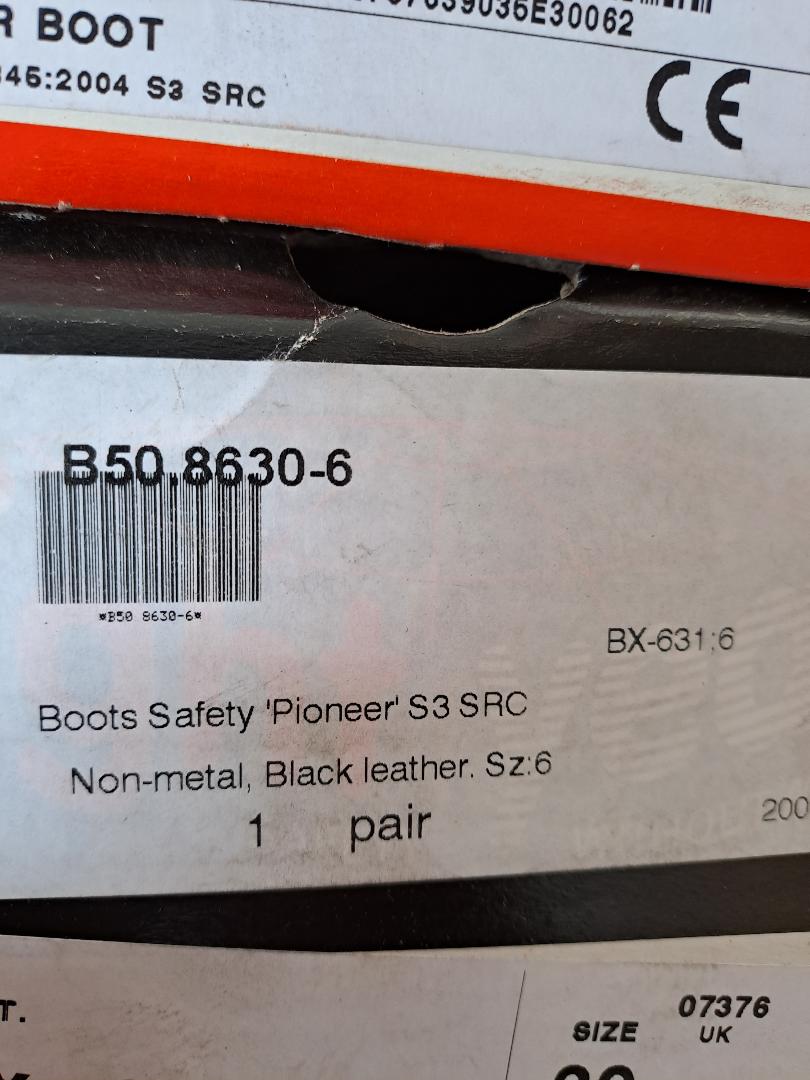 BOOT
:2004 S3 SRC
CE
B50.8630-6
*B50 8630-6*
BX-631:6
Boots Safety 'Pioneer' S3 SRC
Non-metal, Black leather. Sz:6
1 pair
200
T.
SIZE
07376
UK